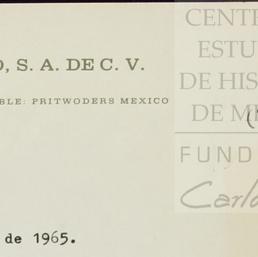 O, S. A. DE C. V.
BLE: PRITWODERS MEXICO
de 1965.
CENT
ESTU
DE HIS
DE M
FUND
Carlo